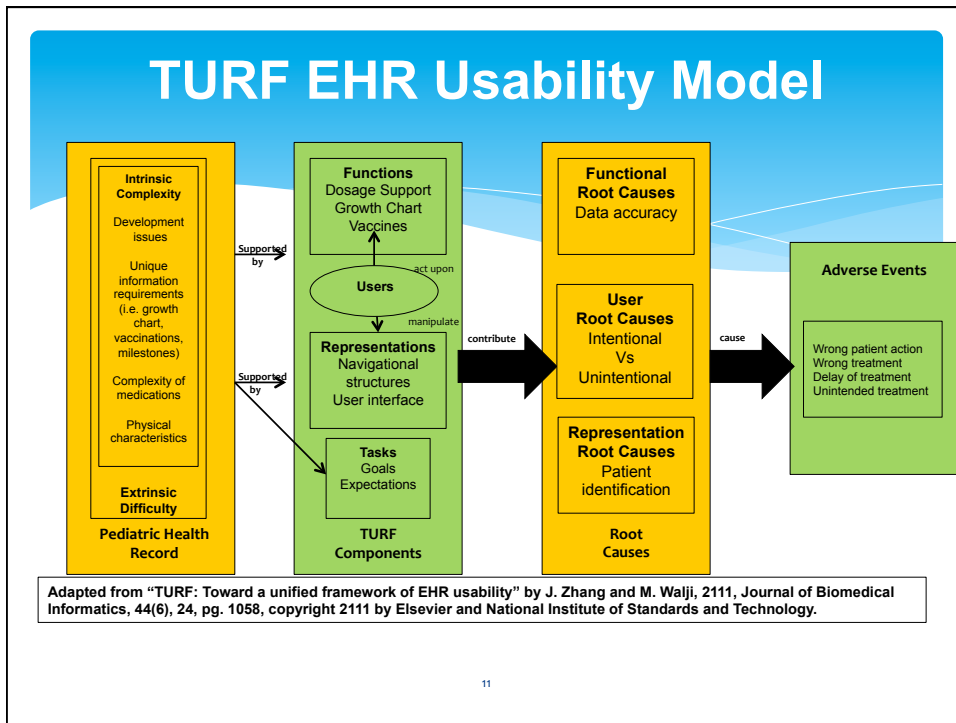 TURF EHR Usability Model
Intrinsic
Complexity
Development
issues
Unique
information
requirements
(i.e. growth
chart,
vaccinations,
milestones)
Complexity of
medications
Physical
characteristics
Extrinsic
Difficulty
Pediatric Health
Record
Supported
by
Supported
by
Functions
Dosage Support
Growth Chart
Vaccines
act upon
Users
manipulate
Representations
Navigational
structures
User interface
Tasks
Goals
Expectations
TURF
Components
contribute
Functional
Root Causes
Data accuracy
User
Root Causes
Intentional
Vs
Unintentional
Representation
Root Causes
Patient
identification
Root
Causes
cause
Adverse Events
Wrong patient action
Wrong treatment
Delay of treatment
Unintended treatment
Adapted from “TURF: Toward a unified framework of EHR usability” by J. Zhang and M. Walji, 2111, Journal of Biomedical
Informatics, 44(6), 24, pg. 1058, copyright 2111 by Elsevier and National Institute of Standards and Technology.
11